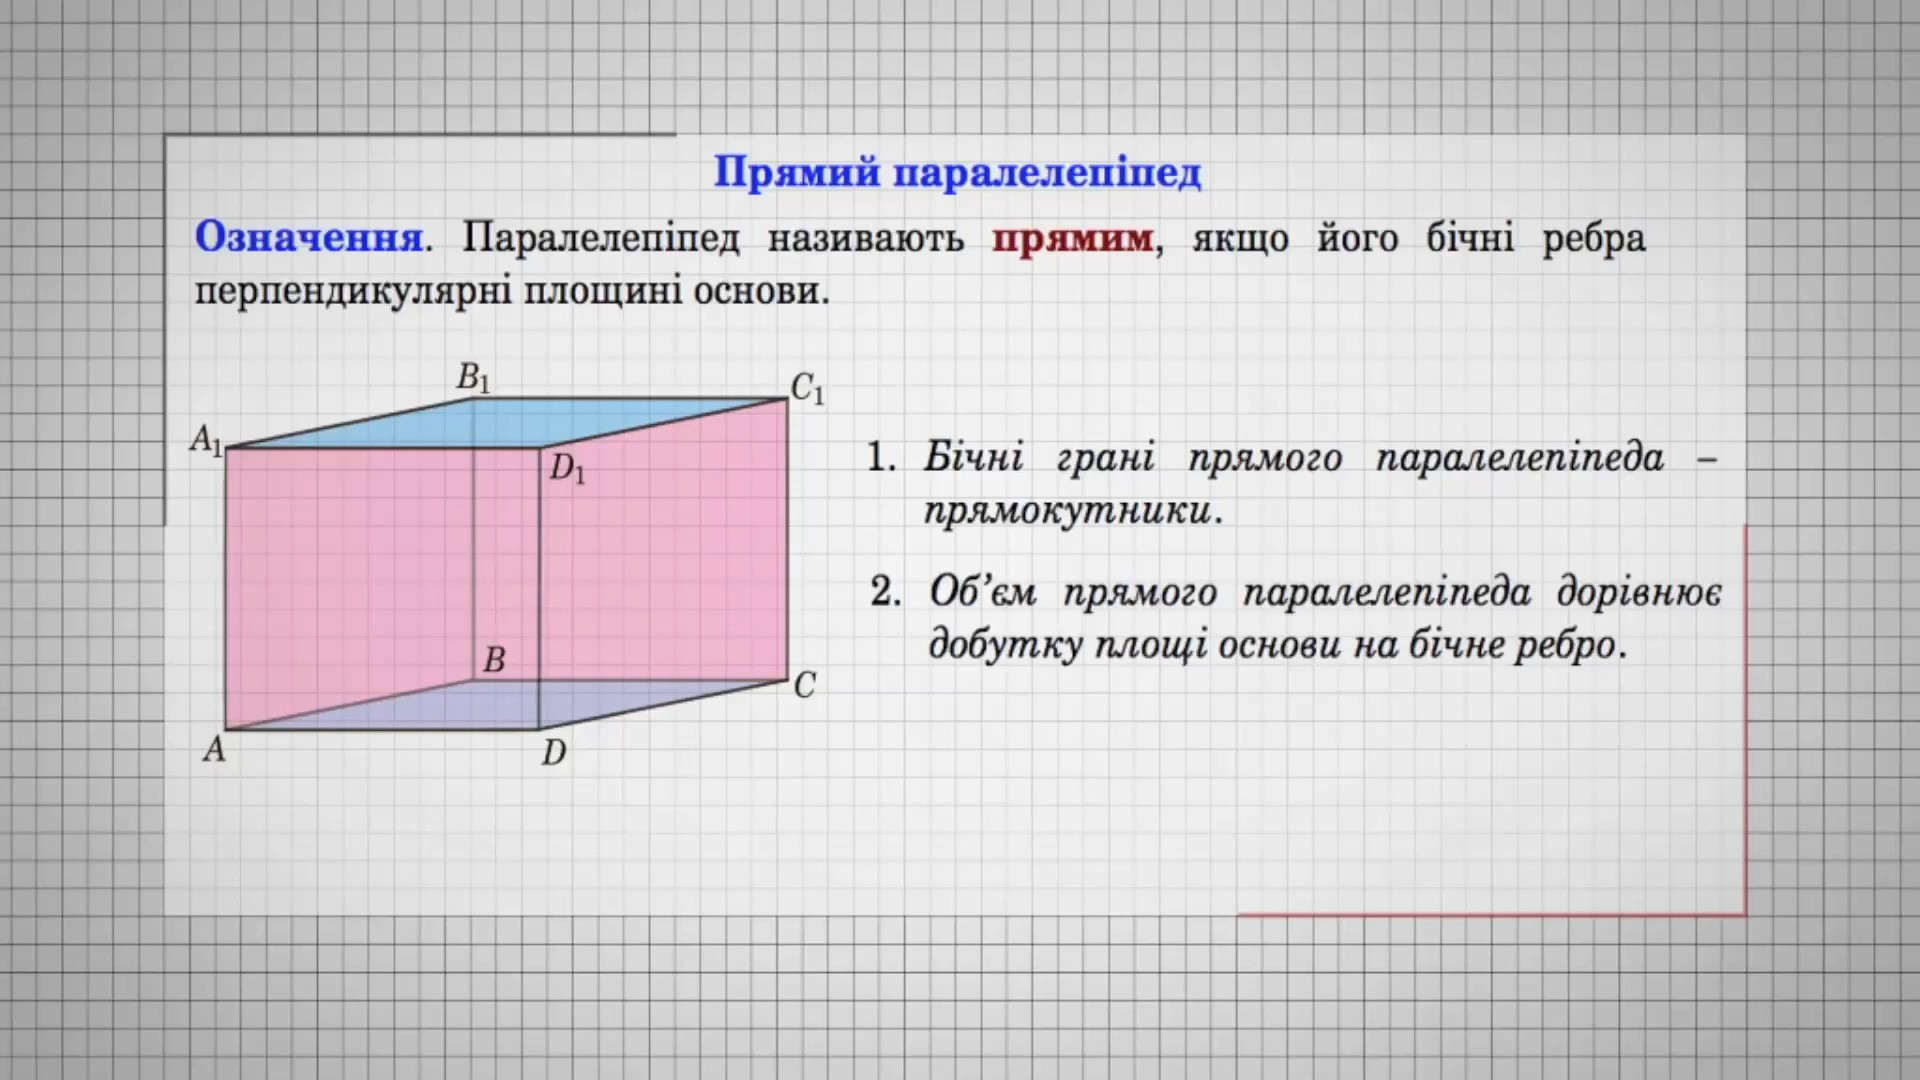 Прямий паралелепіпед
Означення. Паралелепіпед називають прямим, якщо його бічні ребра
перпендикулярні площині основи.
B₁
C₁
A₁
D₁
1. Бічні грані прямого паралелепіпеда –
прямокутники.
2. Об’єм прямого паралелепіпеда дорівнює
добутку площі основи на бічне ребро.
B
C
A
D